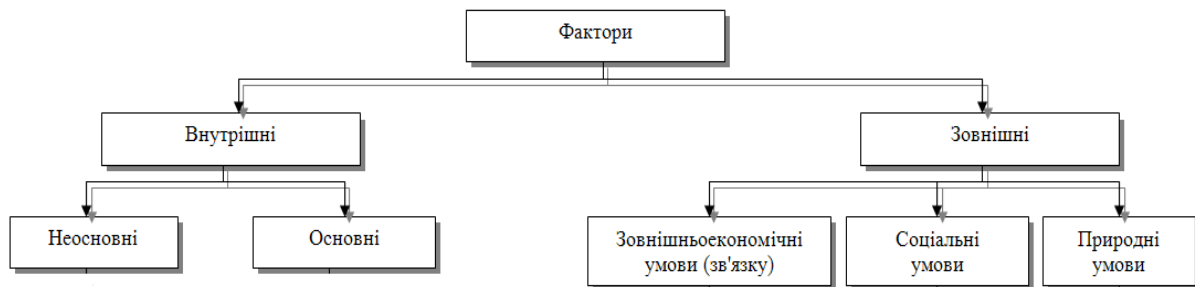 Фактори
Внутрішні
Зовнішні
Неосновні
Основні
Зовнішньоекономічні
умови (зв'язку)
Соціальні
умови
Природні
умови